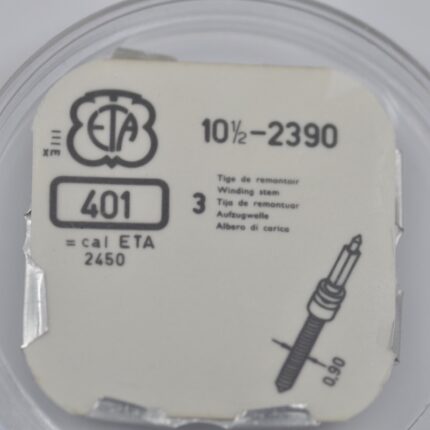 ETA
10½-2390
XIII
401
3
Tige de remontoir
Winding stem
Tija de remontuar
Aufzugwelle
Albero di carica
= cal ETA
2450
0.90